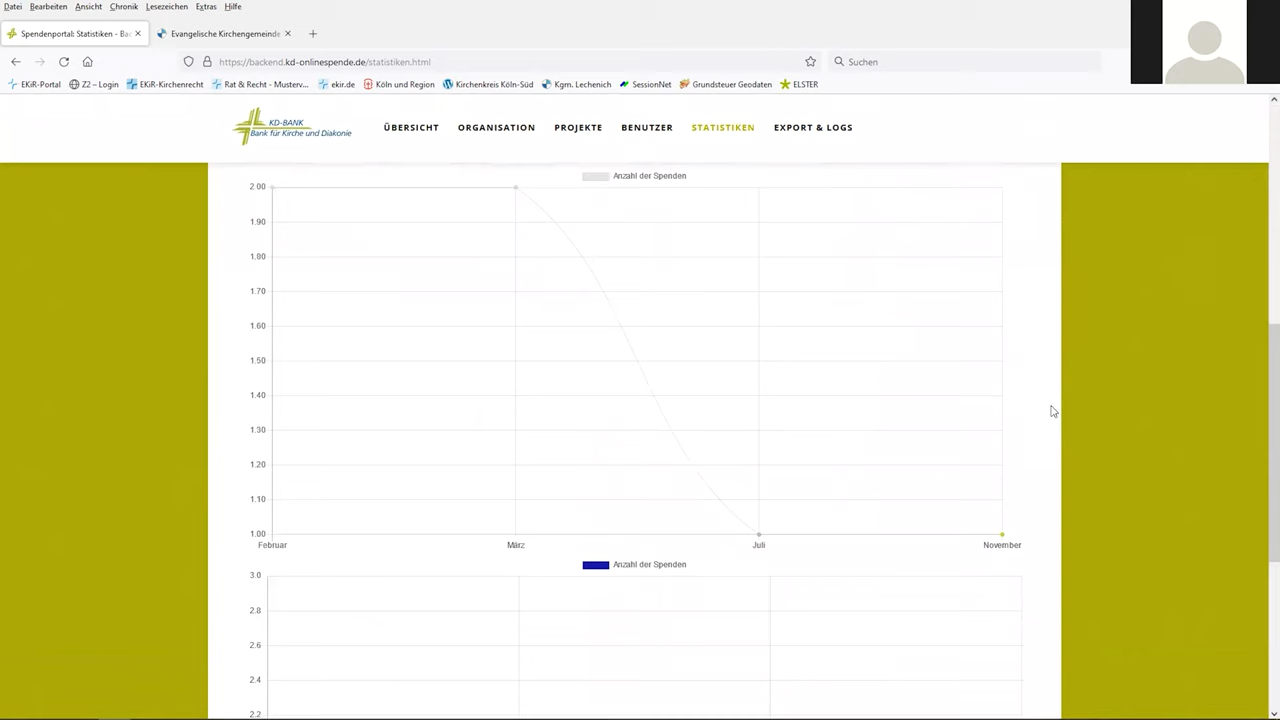 Datei Bearbeiten Ansicht Chronik Lesezeichen Extras Hilfe
Spendenportal: Statistiken - Ba
Evangelische Kirchengemeinde
https://backend.kd-onlinespende.de/statistiken.html
Suchen
EKiR-Portal Z2 – Login EKiR-Kirchenrecht Rat & Recht - Musterv... ekir.de Köln und Region Kirchenkreis Köln-Süd Kgm. Lechenich SessionNet Grundsteuer Geodaten ELSTER
KD-BANK
Bank für Kirche und Diakonie
ÜBERSICHT ORGANISATION PROJEKTE BENUTZER STATISTIKEN EXPORT & LOGS
Anzahl der Spenden
2.00
1.90
1.80
1.70
1.60
1.50
1.40
1.30
1.20
1.10
1.00
Februar März Juli November
Anzahl der Spenden
3.0
2.8
2.6
2.4
2.2